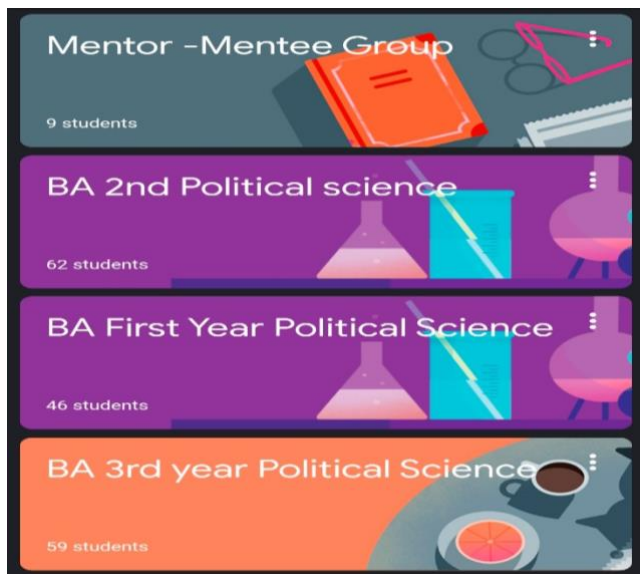 Mentor -Mentee Group
9 students
BA 2nd Political science
62 students
BA First Year Political Science
46 students
BA 3rd year Political Science
59 students